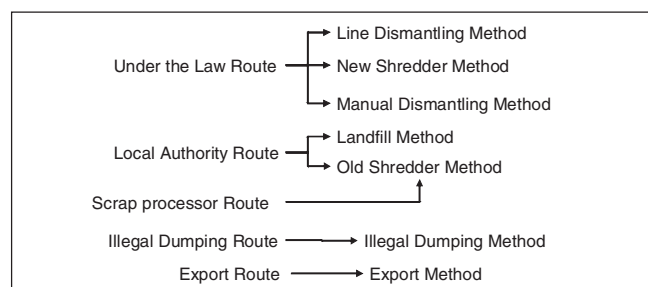 Line Dismantling Method
Under the Law Route
New Shredder Method
Manual Dismantling Method
Landfill Method
Local Authority Route
Old Shredder Method
Scrap processor Route
Illegal Dumping Route
Illegal Dumping Method
Export Route
Export Method